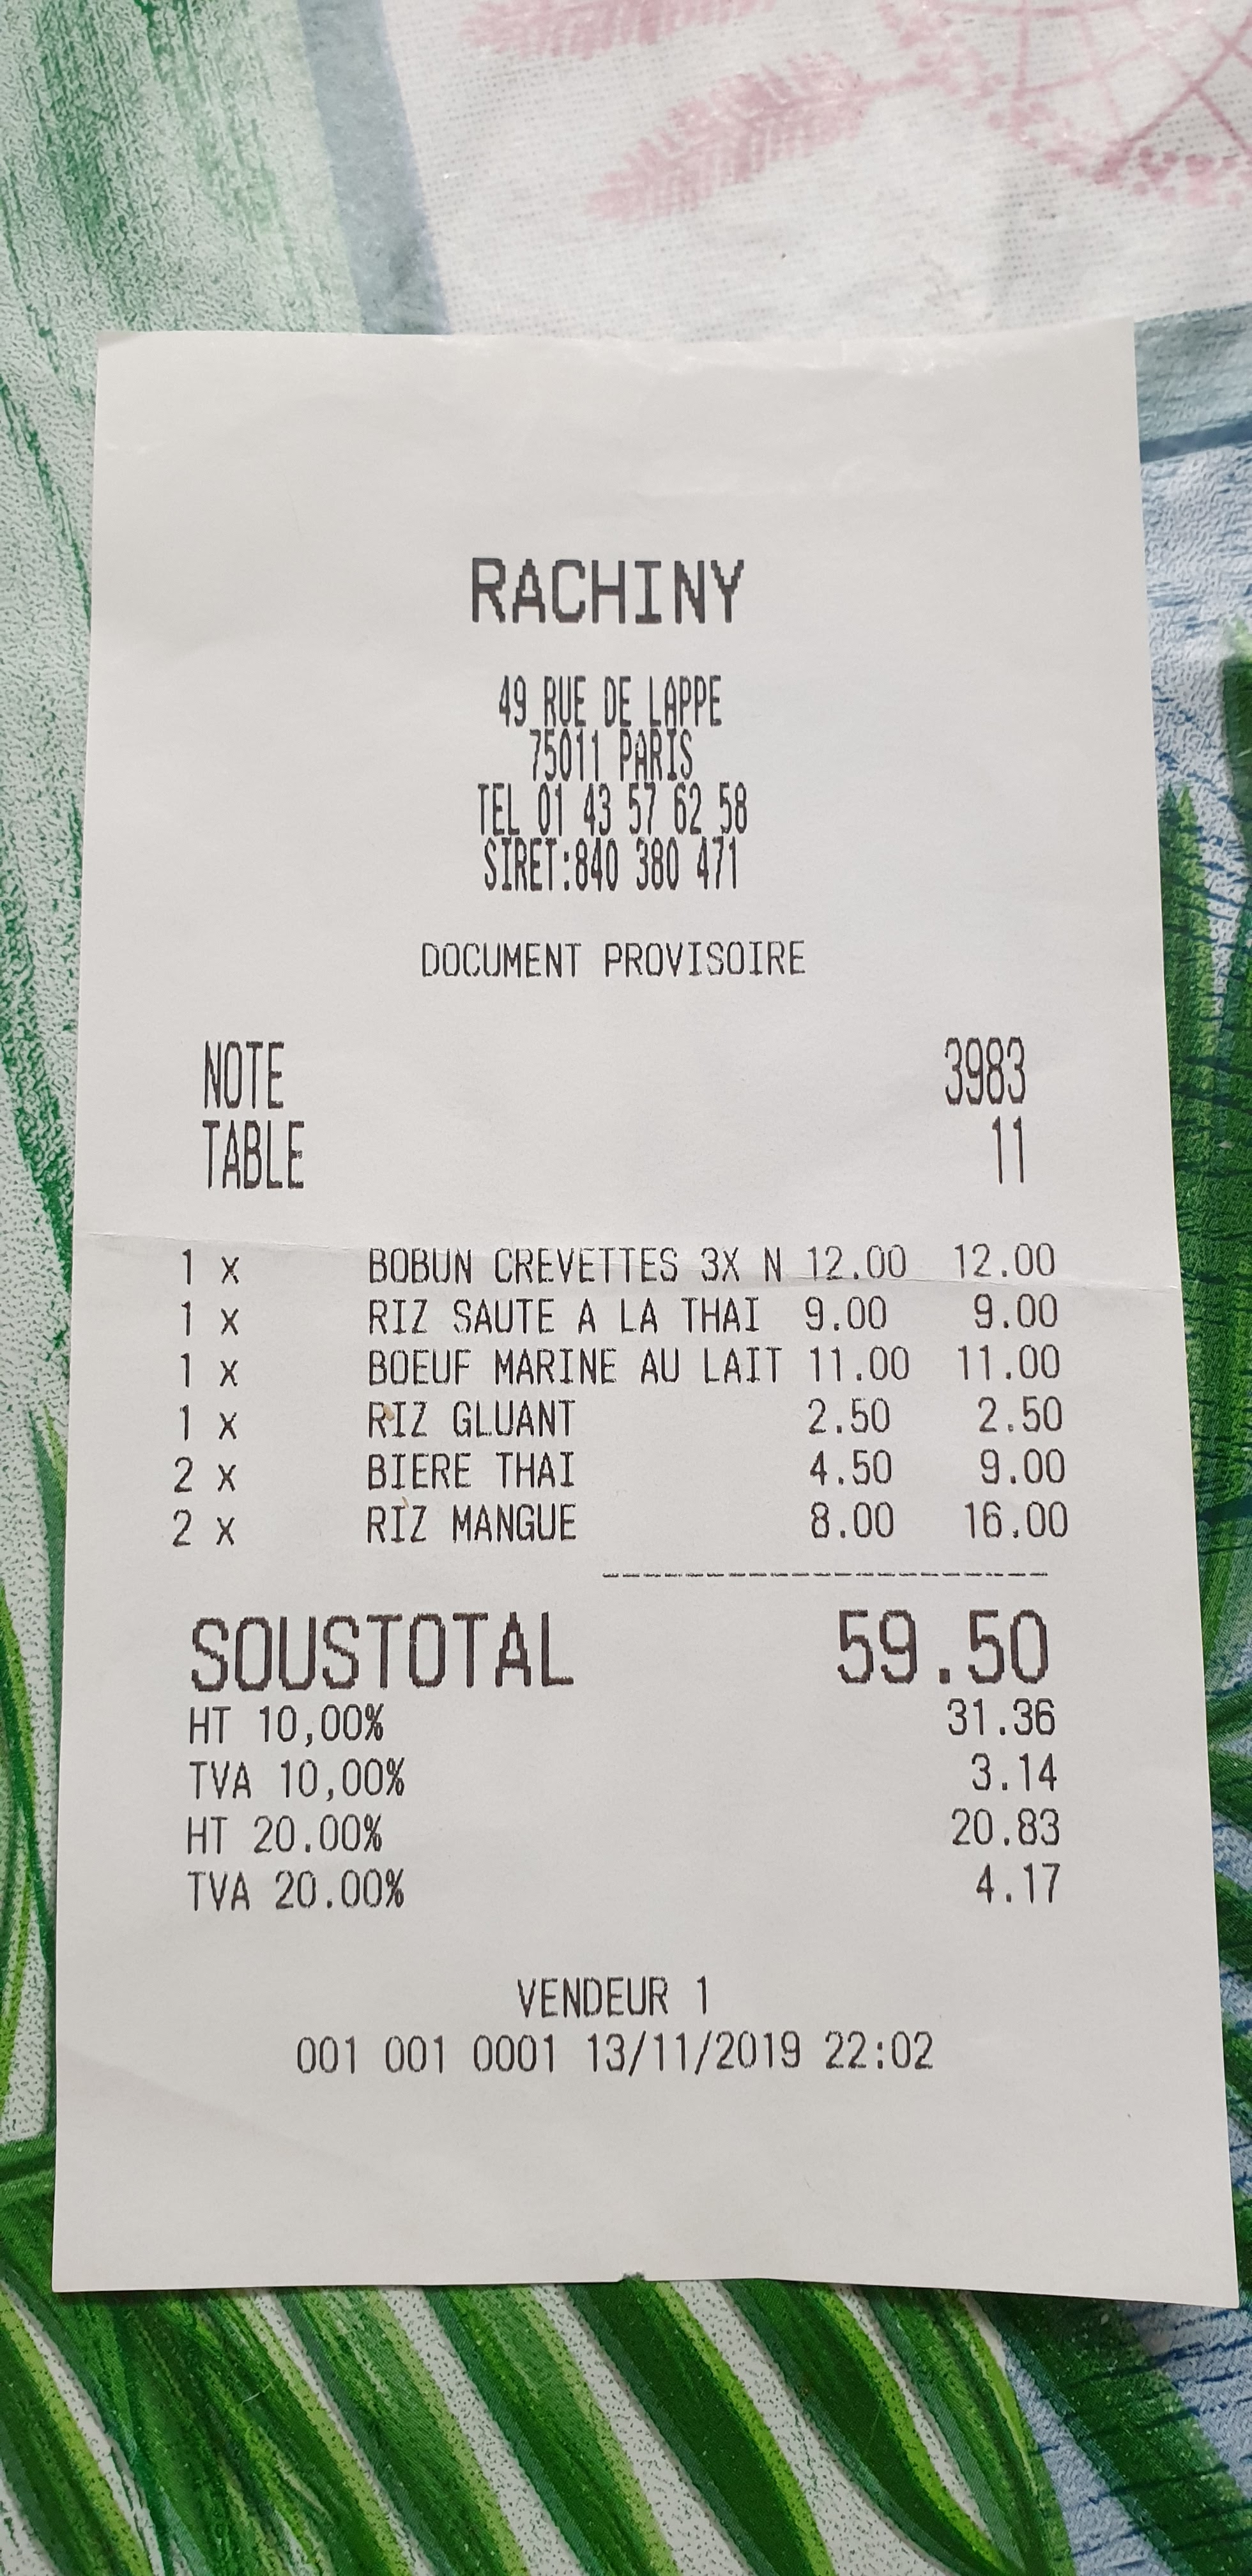 RACHINY
49 RUE DE LAPPE
75011 PARIS
TEL 01 43 57 62 58
SIRET:840 380 471
DOCUMENT PROVISOIRE
NOTE 3983
TABLE 11
1 x BOBUN CREVETTES 3X N 12.00 12.00
1 x RIZ SAUTE A LA THAI 9.00 9.00
1 x BOEUF MARINE AU LAIT 11.00 11.00
1 x RIZ GLUANT 2.50 2.50
2 x BIERE THAI 4.50 9.00
2 x RIZ MANGUE 8.00 16.00
SOUSTOTAL 59.50
HT 10,00% 31.36
TVA 10,00% 3.14
HT 20.00% 20.83
TVA 20.00% 4.17
VENDEUR 1
001 001 0001 13/11/2019 22:02